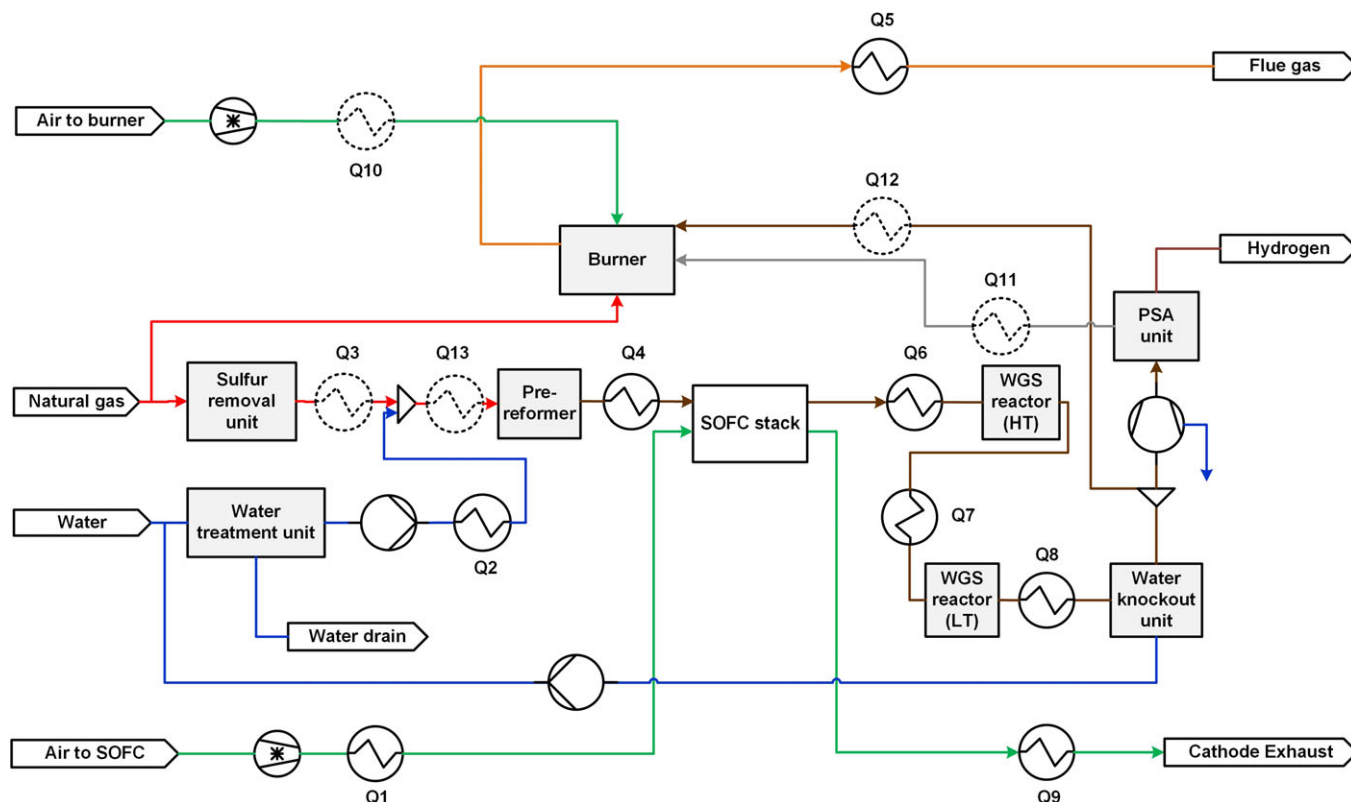 Q5
Flue gas
Air to burner
Q10
Q12
Burner
Hydrogen
Q11
PSA
unit
Natural gas
Sulfur
removal
unit
Q3
Q13
Pre-
reformer
Q4
SOFC stack
Q6
WGS
reactor
(HT)
Water
Water
treatment unit
Q2
Q7
WGS
reactor
(LT)
Q8
Water
knockout
unit
Water drain
Air to SOFC
Q1
Q9
Cathode Exhaust